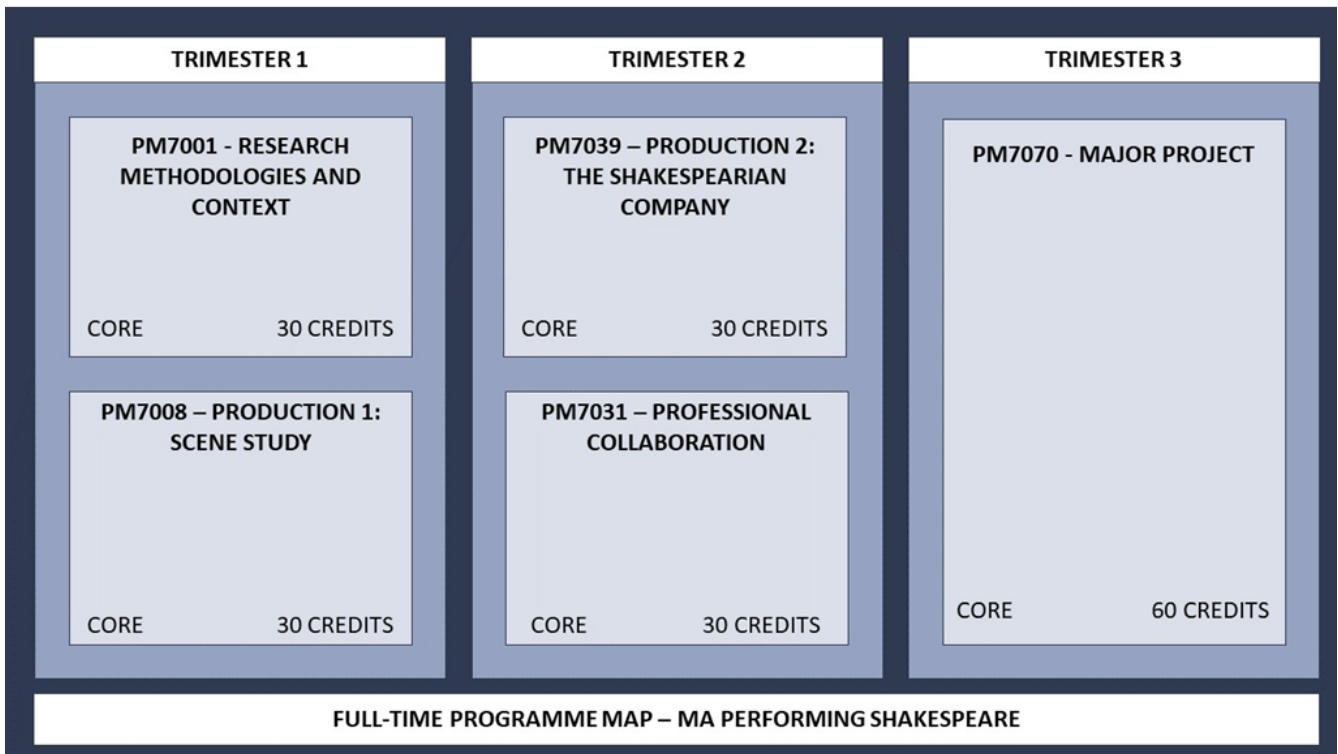 TRIMESTER 1
PM7001 - RESEARCH
METHODOLOGIES AND
CONTEXT
CORE 30 CREDITS
PM7008 – PRODUCTION 1:
SCENE STUDY
CORE 30 CREDITS
TRIMESTER 2
PM7039 – PRODUCTION 2:
THE SHAKESPEARIAN
COMPANY
CORE 30 CREDITS
PM7031 – PROFESSIONAL
COLLABORATION
CORE 30 CREDITS
TRIMESTER 3
PM7070 - MAJOR PROJECT
CORE 60 CREDITS
FULL-TIME PROGRAMME MAP – MA PERFORMING SHAKESPEARE